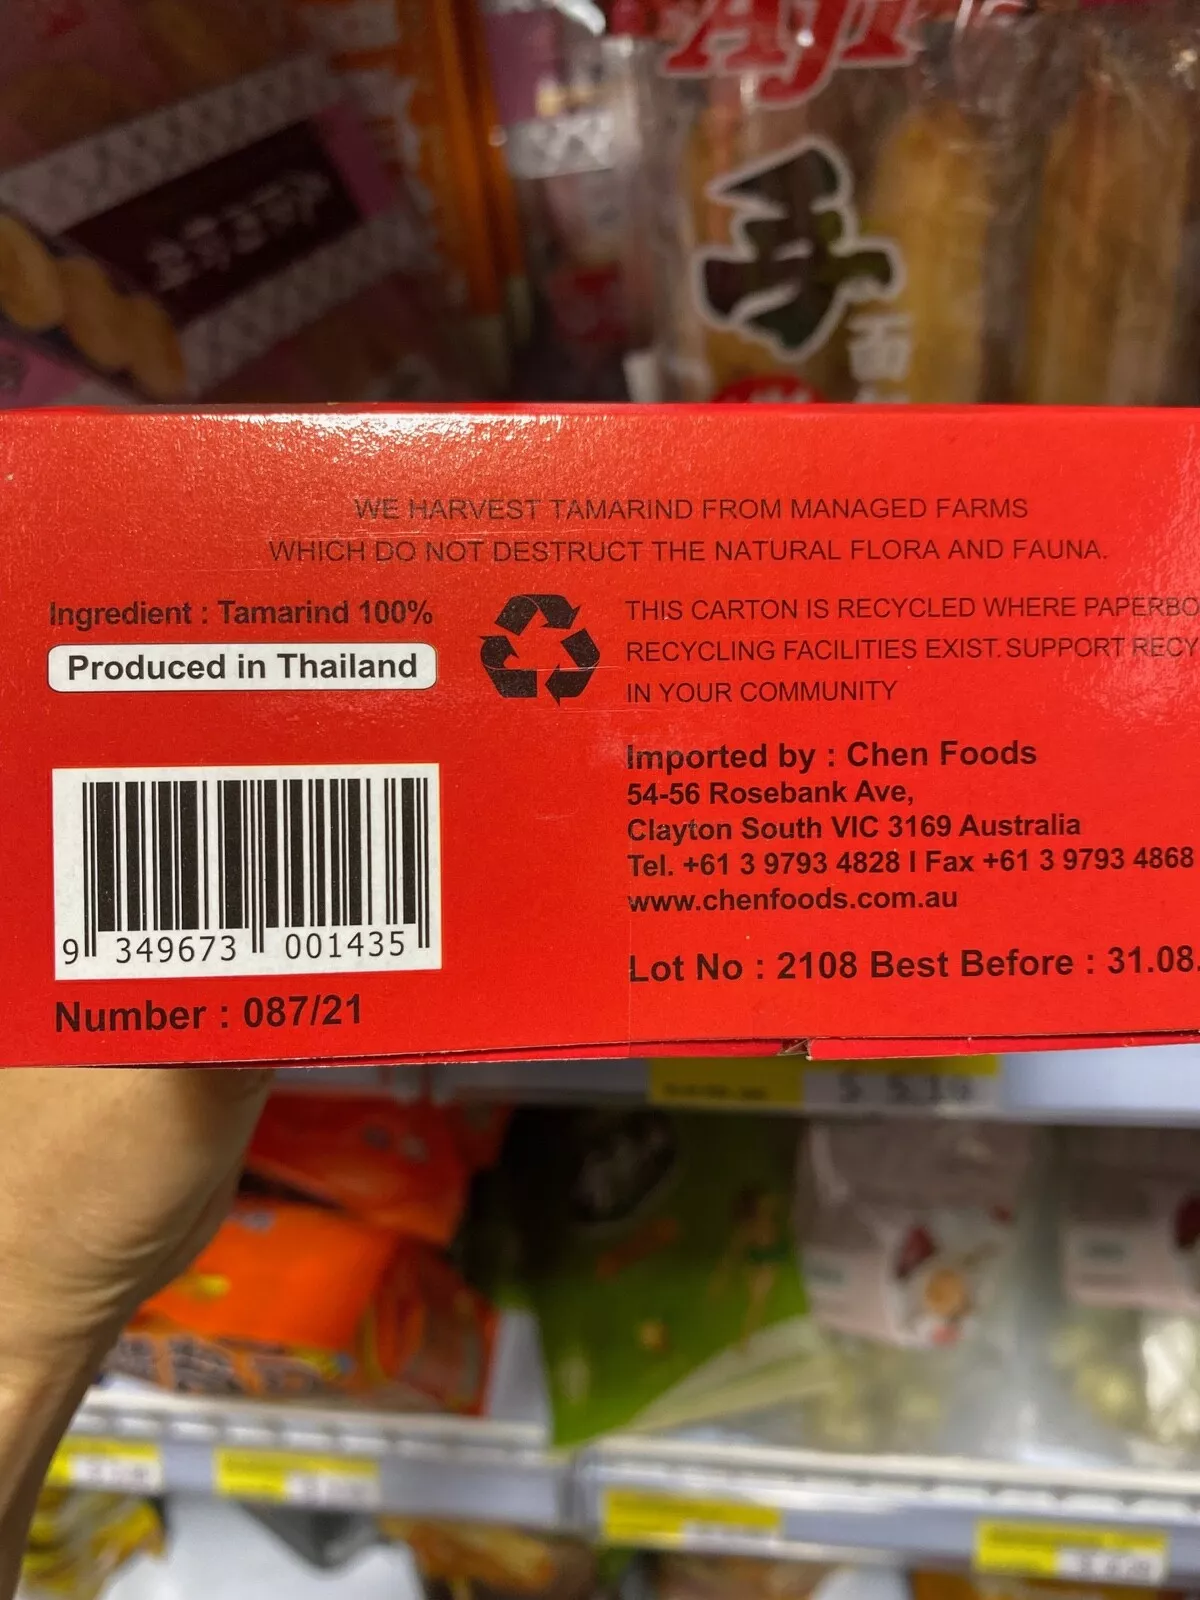 Aji
手
面
WE HARVEST TAMARIND FROM MANAGED FARMS
WHICH DO NOT DESTRUCT THE NATURAL FLORA AND FAUNA.
Ingredient : Tamarind 100%
Produced in Thailand
THIS CARTON IS RECYCLED WHERE PAPERBO
RECYCLING FACILITIES EXIST. SUPPORT RECY
IN YOUR COMMUNITY
Imported by : Chen Foods
54-56 Rosebank Ave,
Clayton South VIC 3169 Australia
Tel. +61 3 9793 4828 | Fax +61 3 9793 4868
www.chenfoods.com.au
Lot No : 2108 Best Before : 31.08.
9 349673 001435
Number : 087/21